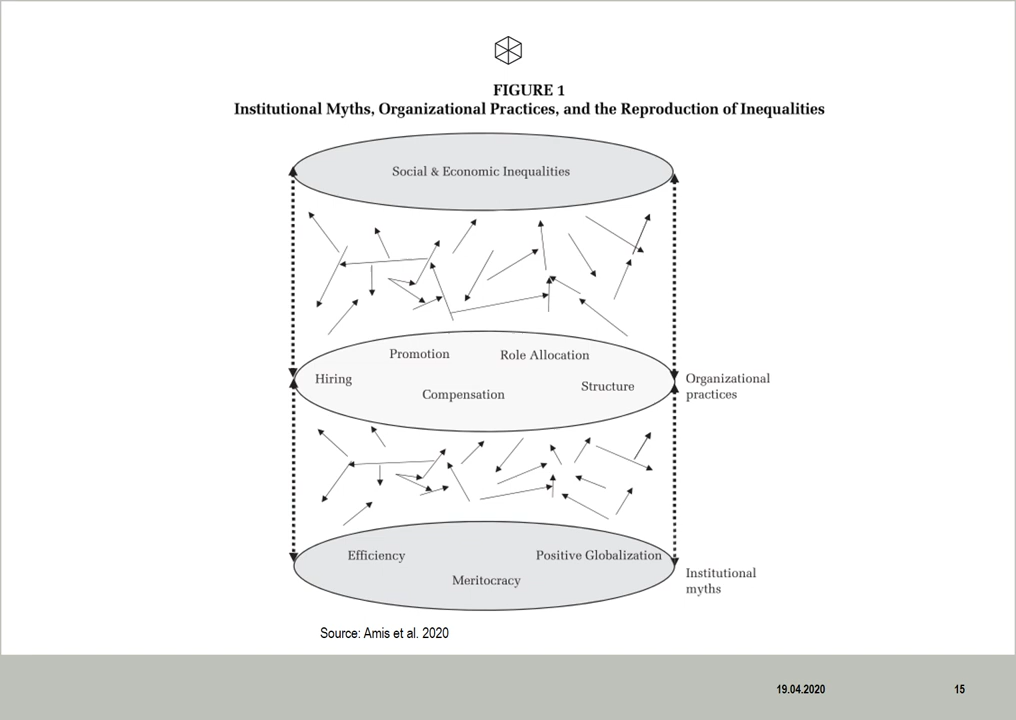 FIGURE 1
Institutional Myths, Organizational Practices, and the Reproduction of Inequalities
Social & Economic Inequalities
Promotion
Role Allocation
Hiring
Compensation
Structure
Organizational
practices
Efficiency
Positive Globalization
Meritocracy
Institutional
myths
Source: Amis et al. 2020
19.04.2020
15